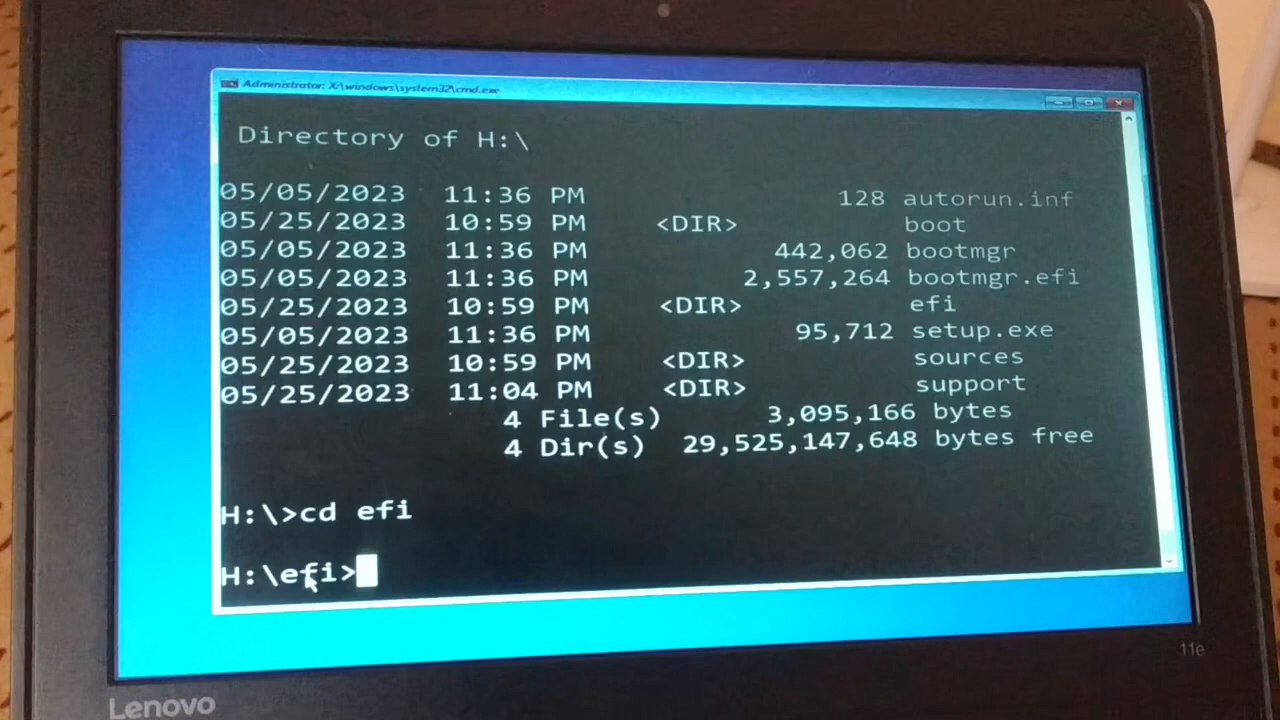 Administrator: X:\windows\system32\cmd.exe
Directory of H:\
05/05/2023 11:36 PM 128 autorun.inf
05/25/2023 10:59 PM <DIR> boot
05/05/2023 11:36 PM 442,062 bootmgr
05/05/2023 11:36 PM 2,557,264 bootmgr.efi
05/25/2023 10:59 PM <DIR> efi
05/05/2023 11:36 PM 95,712 setup.exe
05/25/2023 10:59 PM <DIR> sources
05/25/2023 11:04 PM <DIR> support
4 File(s) 3,095,166 bytes
4 Dir(s) 29,525,147,648 bytes free
H:\>cd efi
H:\efi>
11e
Lenovo